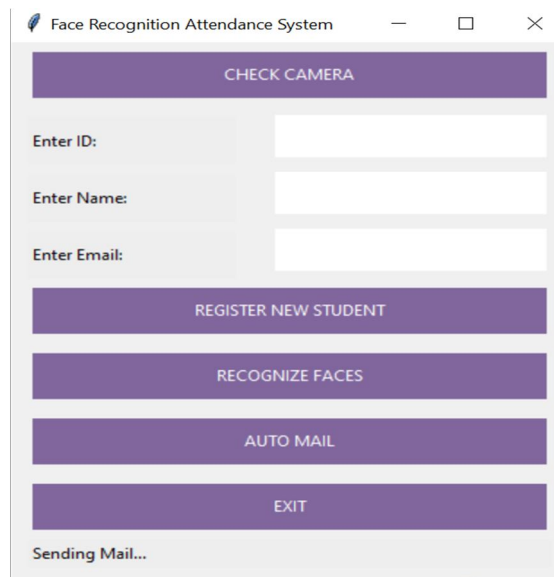 Face Recognition Attendance System
CHECK CAMERA
Enter ID:
Enter Name:
Enter Email:
REGISTER NEW STUDENT
RECOGNIZE FACES
AUTO MAIL
EXIT
Sending Mail...